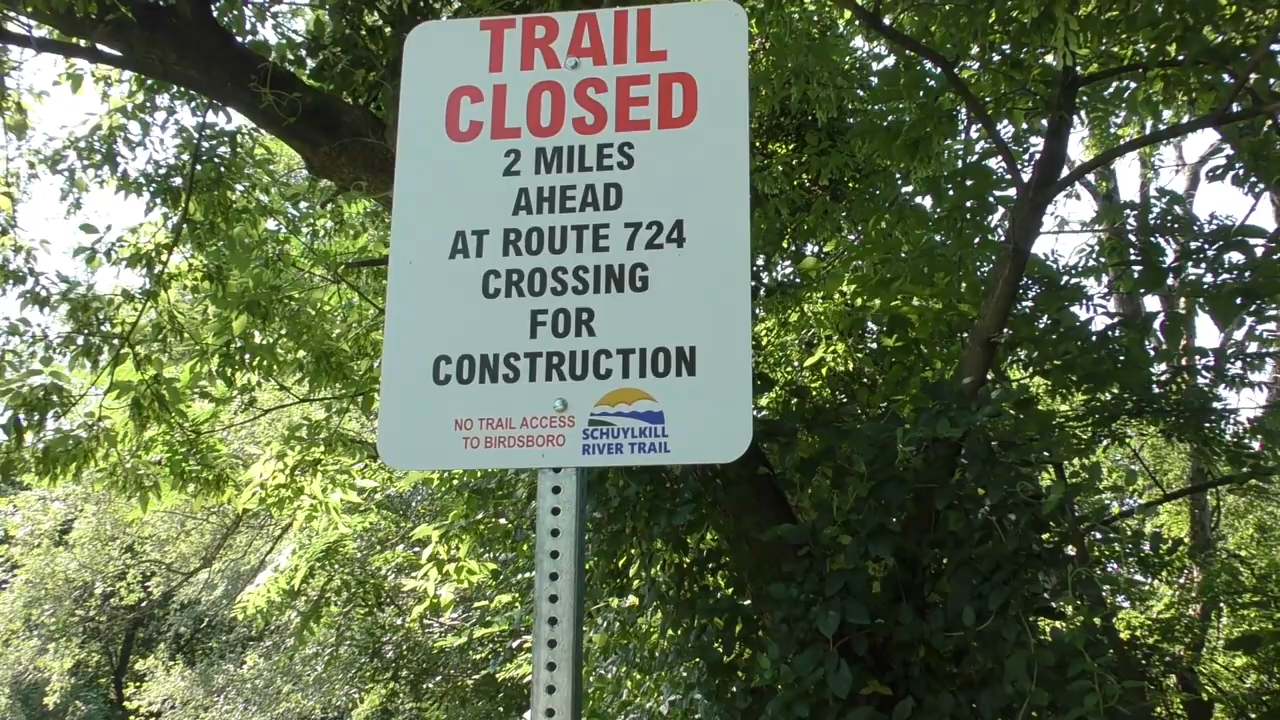 TRAIL
CLOSED
2 MILES
AHEAD
AT ROUTE 724
CROSSING
FOR
CONSTRUCTION
NO TRAIL ACCESS
TO BIRDSBORO
SCHUYLKILL
RIVER TRAIL